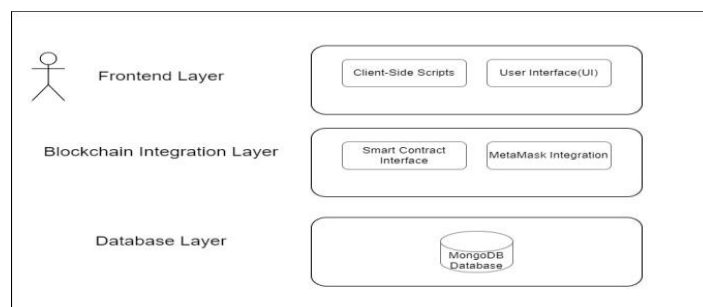 Frontend Layer
Client-Side Scripts
User Interface(UI)
Blockchain Integration Layer
Smart Contract
Interface
MetaMask Integration
Database Layer
MongoDB
Database